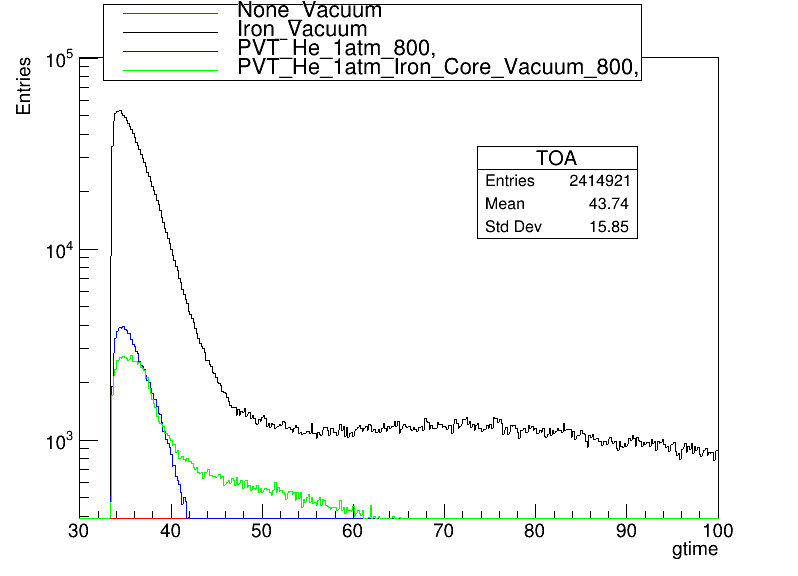 None_Vacuum
Iron_Vacuum
PVT_He_1atm_800,
PVT_He_1atm_Iron_Core_Vacuum_800,
Entries
10^5
10^4
10^3
TOA
Entries 2414921
Mean 43.74
Std Dev 15.85
30 40 50 60 70 80 90 100
gtime